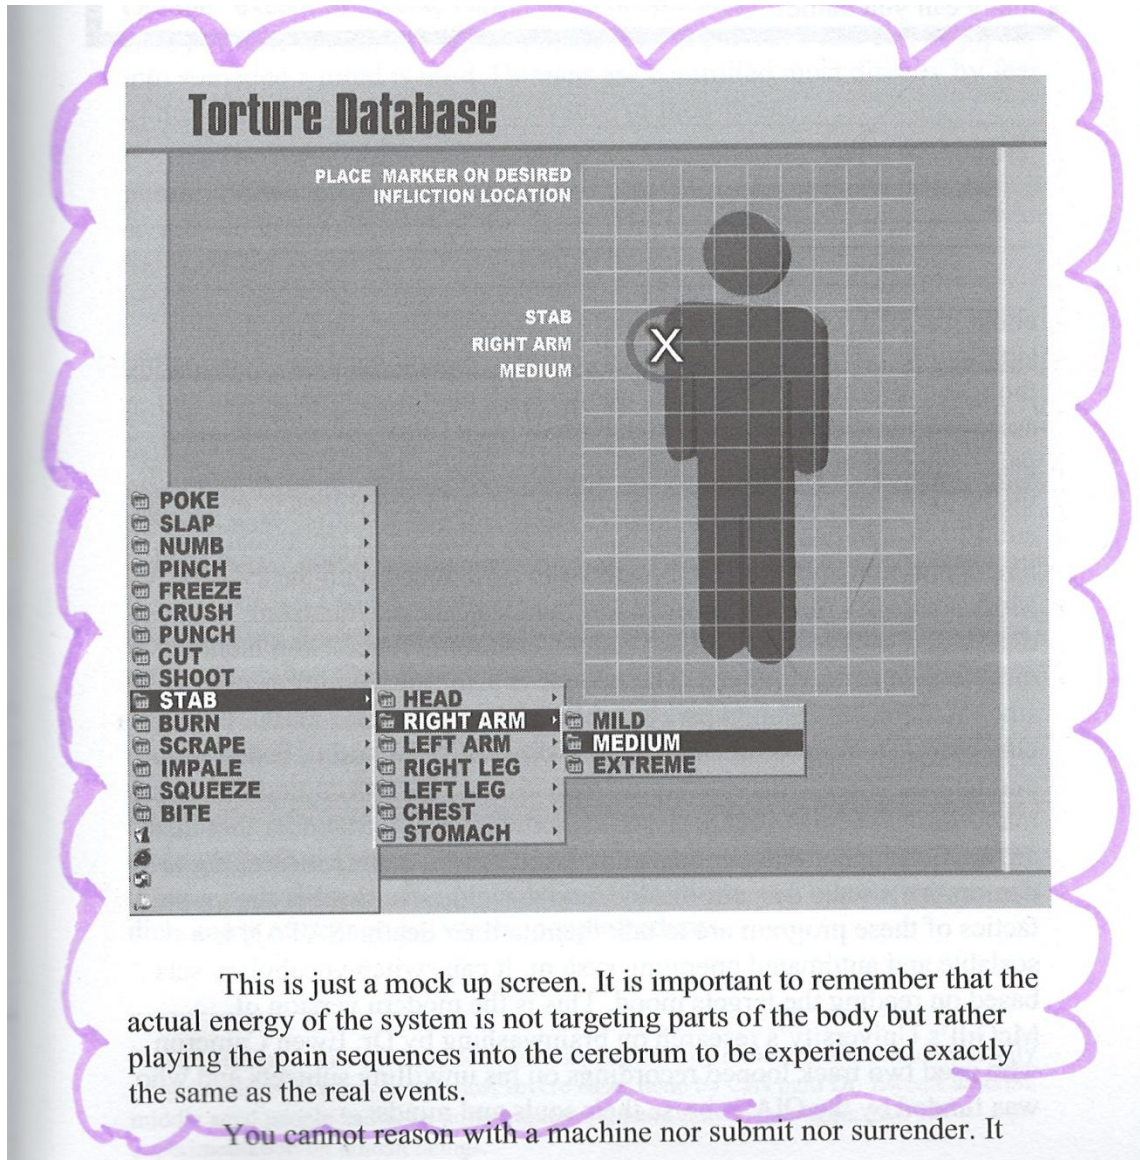 Torture Database
PLACE MARKER ON DESIRED
INFLICTION LOCATION
STAB
RIGHT ARM
MEDIUM
X
POKE
SLAP
NUMB
PINCH
FREEZE
CRUSH
PUNCH
CUT
SHOOT
STAB
BURN
SCRAPE
IMPALE
SQUEEZE
BITE
HEAD
RIGHT ARM
LEFT ARM
RIGHT LEG
LEFT LEG
CHEST
STOMACH
MILD
MEDIUM
EXTREME
This is just a mock up screen. It is important to remember that the
actual energy of the system is not targeting parts of the body but rather
playing the pain sequences into the cerebrum to be experienced exactly
the same as the real events.
You cannot reason with a machine nor submit nor surrender. It